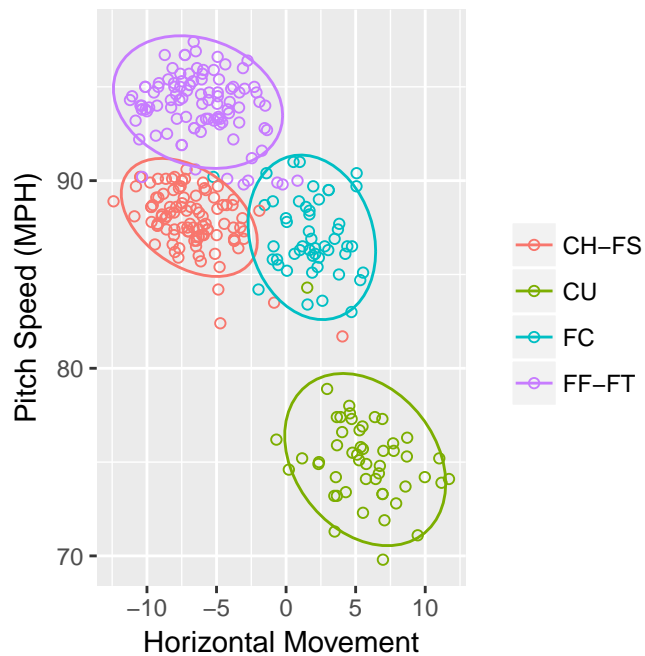 90
80
70
Pitch Speed (MPH)
−10
−5
0
5
10
Horizontal Movement
CH−FS
CU
FC
FF−FT